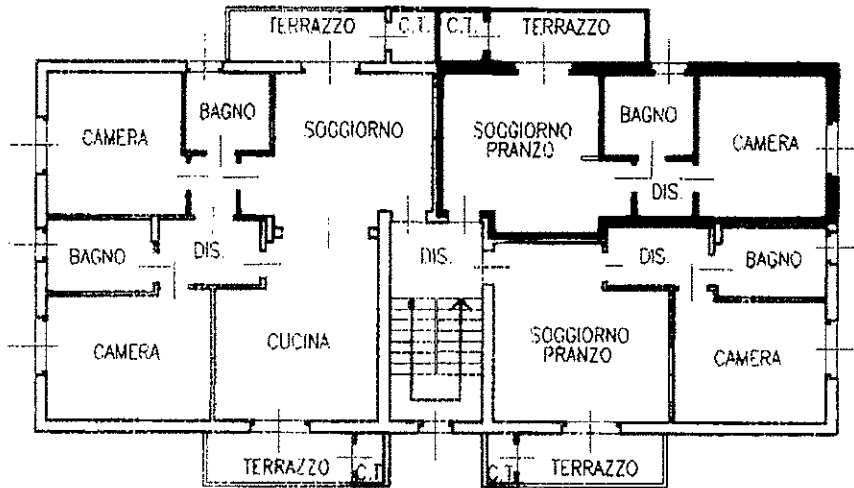 TERRAZZO C.T. C.T. TERRAZZO
BAGNO
CAMERA
SOGGIORNO
SOGGIORNO
PRANZO
BAGNO
CAMERA
DIS.
BAGNO
DIS.
DIS.
DIS.
BAGNO
CAMERA
CUCINA
SOGGIORNO
PRANZO
CAMERA
TERRAZZO
C.T
C.T
TERRAZZO